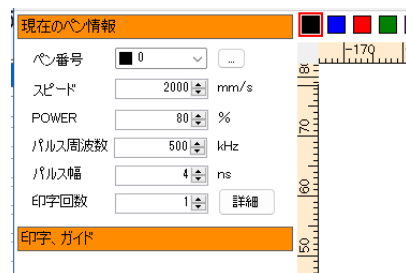 現在のペン情報
ペン番号 0 ...
スピード 2000 mm/s
POWER 80 %
パルス周波数 500 kHz
パルス幅 4 ns
印字回数 1 詳細
印字、ガイド
-170
70
60
50